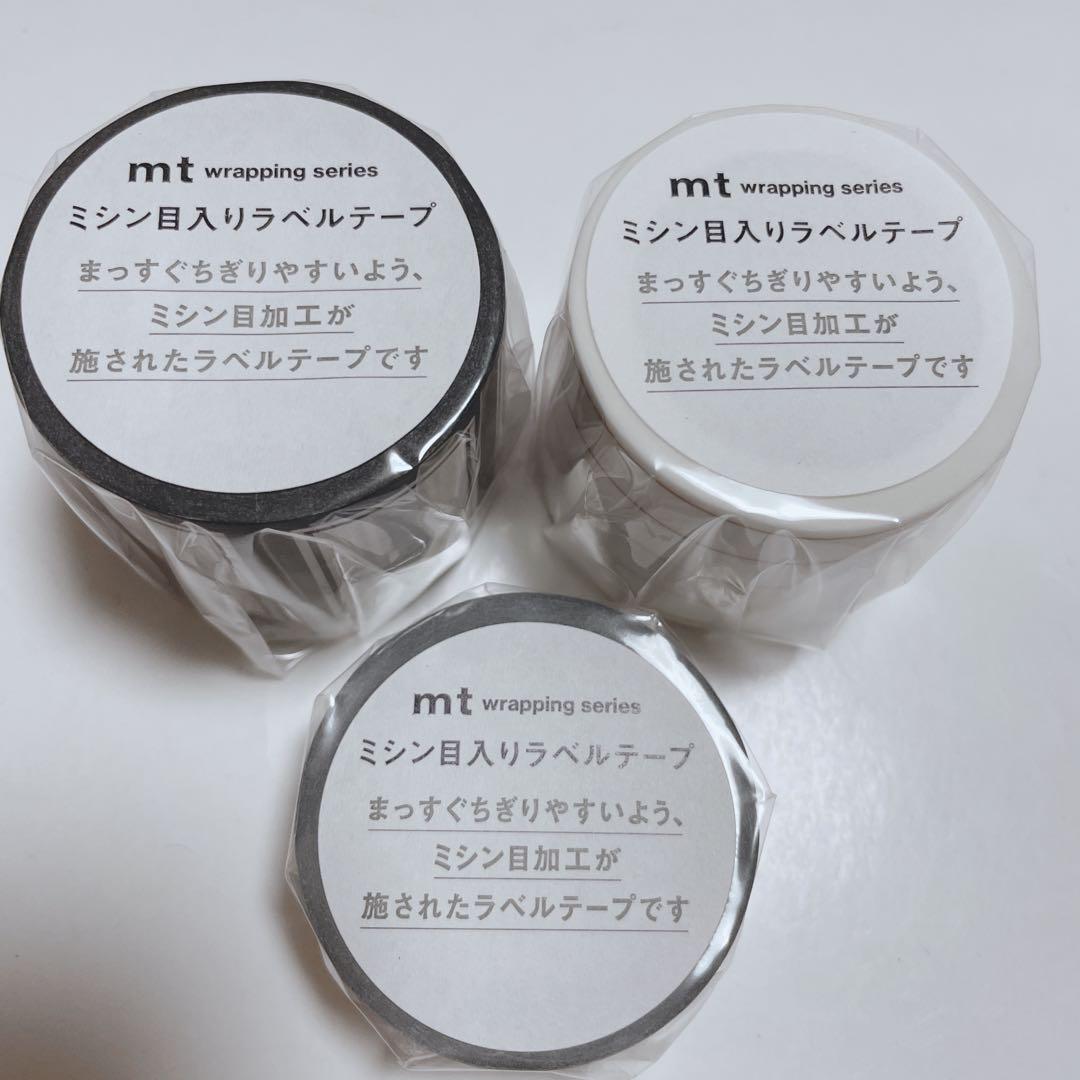 mt wrapping series
ミシン目入りラベルテープ
まっすぐちぎりやすいよう、
ミシン目加工が
施されたラベルテープです
mt wrapping series
ミシン目入りラベルテープ
まっすぐちぎりやすいよう、
ミシン目加工が
施されたラベルテープです
mt wrapping series
ミシン目入りラベルテープ
まっすぐちぎりやすいよう、
ミシン目加工が
施されたラベルテープです